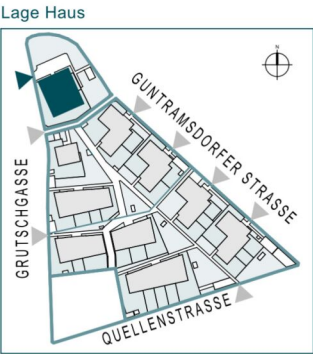 Lage Haus
N
GUNTRAMSDORFER STRASSE
GRUTSCHGASSE
QUELLENSTRASSE